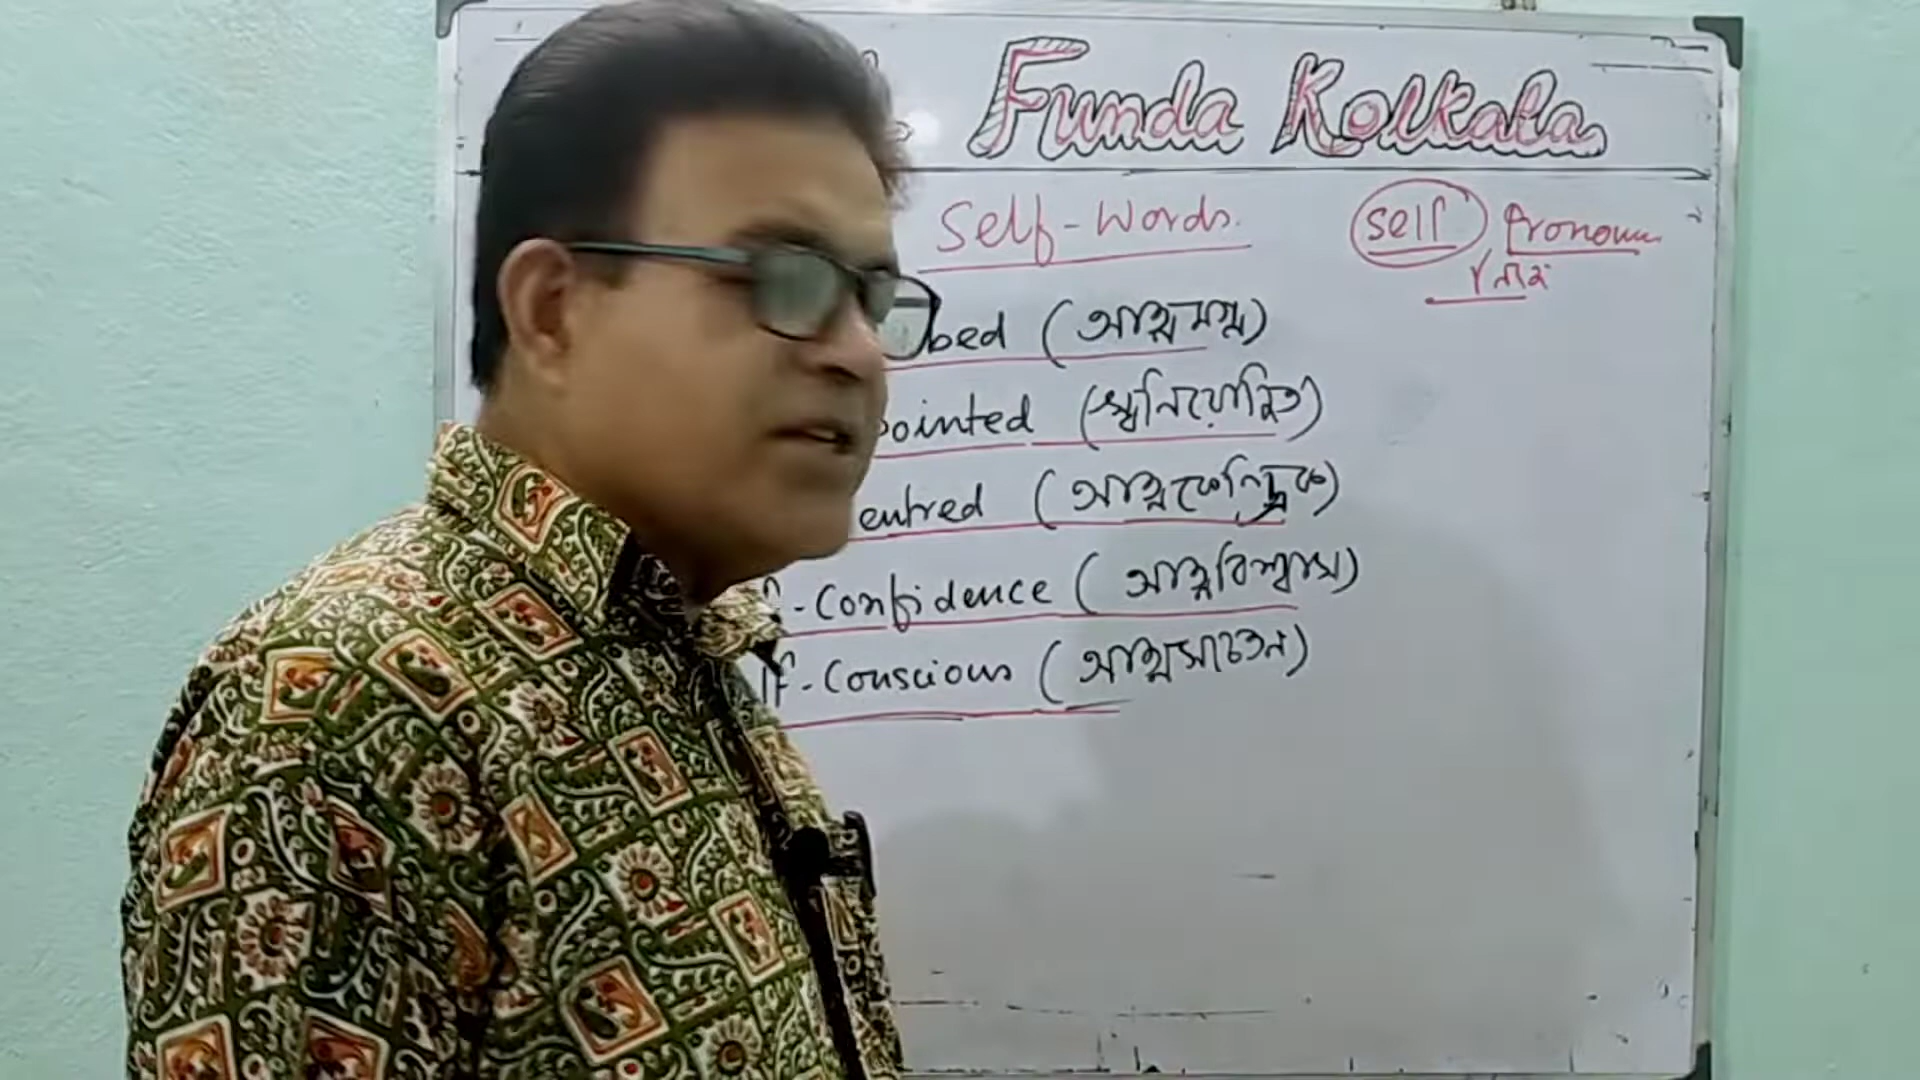 Funda Kolkata
Self-Words.
self Pronoun
নিজ
bed (আত্মমগ্ন)
pointed (স্বনিয়োজিত)
entred (আত্মকেন্দ্রিক)
f-Confidence (আত্মবিশ্বাস)
lf-Conscious (আত্মসচেতন)